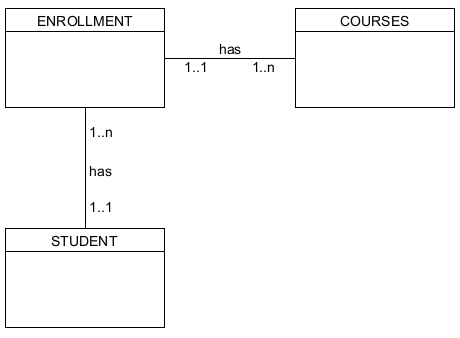 ENROLLMENT
COURSES
has
1..1
1..n
1..n
has
1..1
STUDENT